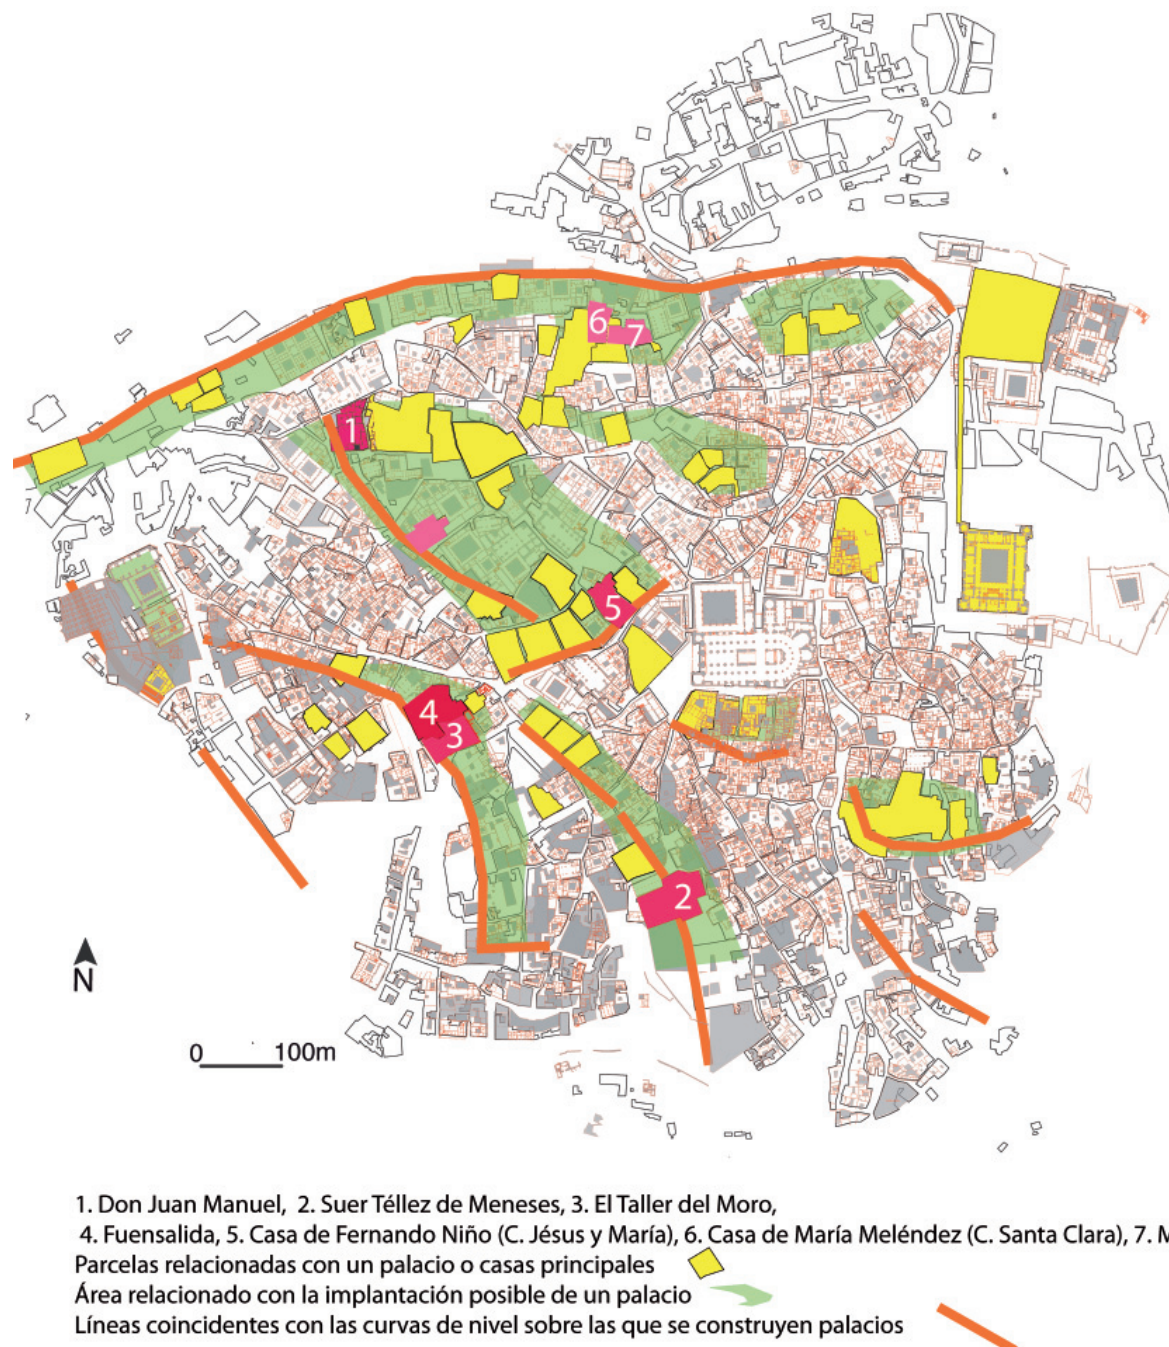 6
7
1
5
4
3
2
N
0 100m
1. Don Juan Manuel, 2. Suer Téllez de Meneses, 3. El Taller del Moro,
4. Fuensalida, 5. Casa de Fernando Niño (C. Jésus y María), 6. Casa de María Meléndez (C. Santa Clara), 7. M
Parcelas relacionadas con un palacio o casas principales
Área relacionado con la implantación posible de un palacio
Líneas coincidentes con las curvas de nivel sobre las que se construyen palacios